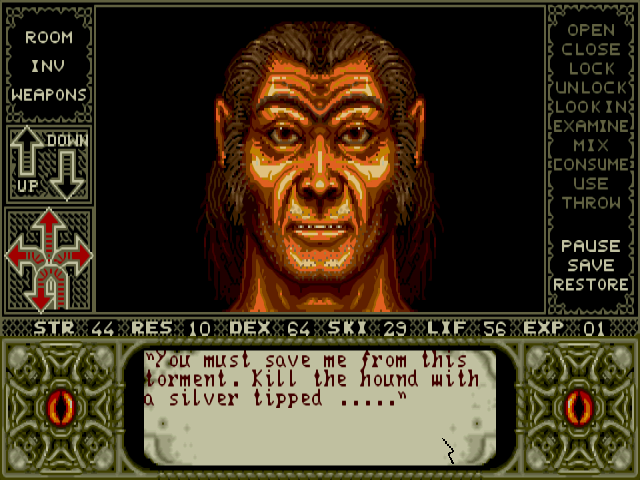 ROOM
INV
WEAPONS
DOWN
UP
OPEN
CLOSE
LOCK
UNLOCK
LOOK IN
EXAMINE
MIX
CONSUME
USE
THROW
PAUSE
SAVE
RESTORE
STR 44 RES 10 DEX 64 SKI 29 LIF 56 EXP 01
"You must save me from this
torment. Kill the hound with
a silver tipped ....."